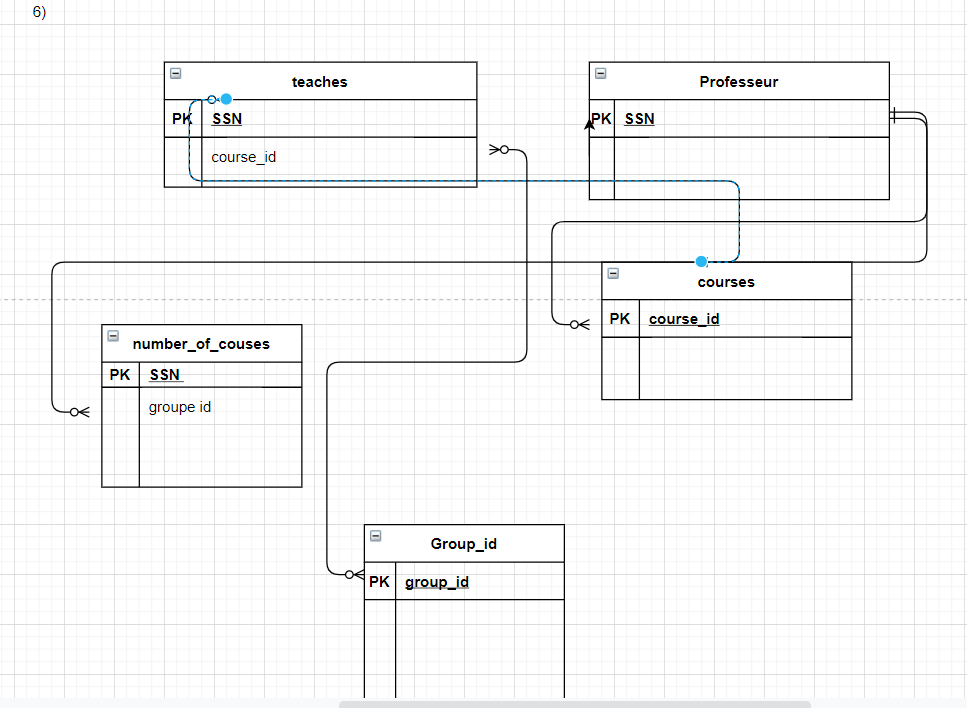 6)
teaches
PK SSN
course_id
Professeur
PK SSN
courses
PK course_id
number_of_couses
PK SSN
groupe id
Group_id
PK group_id